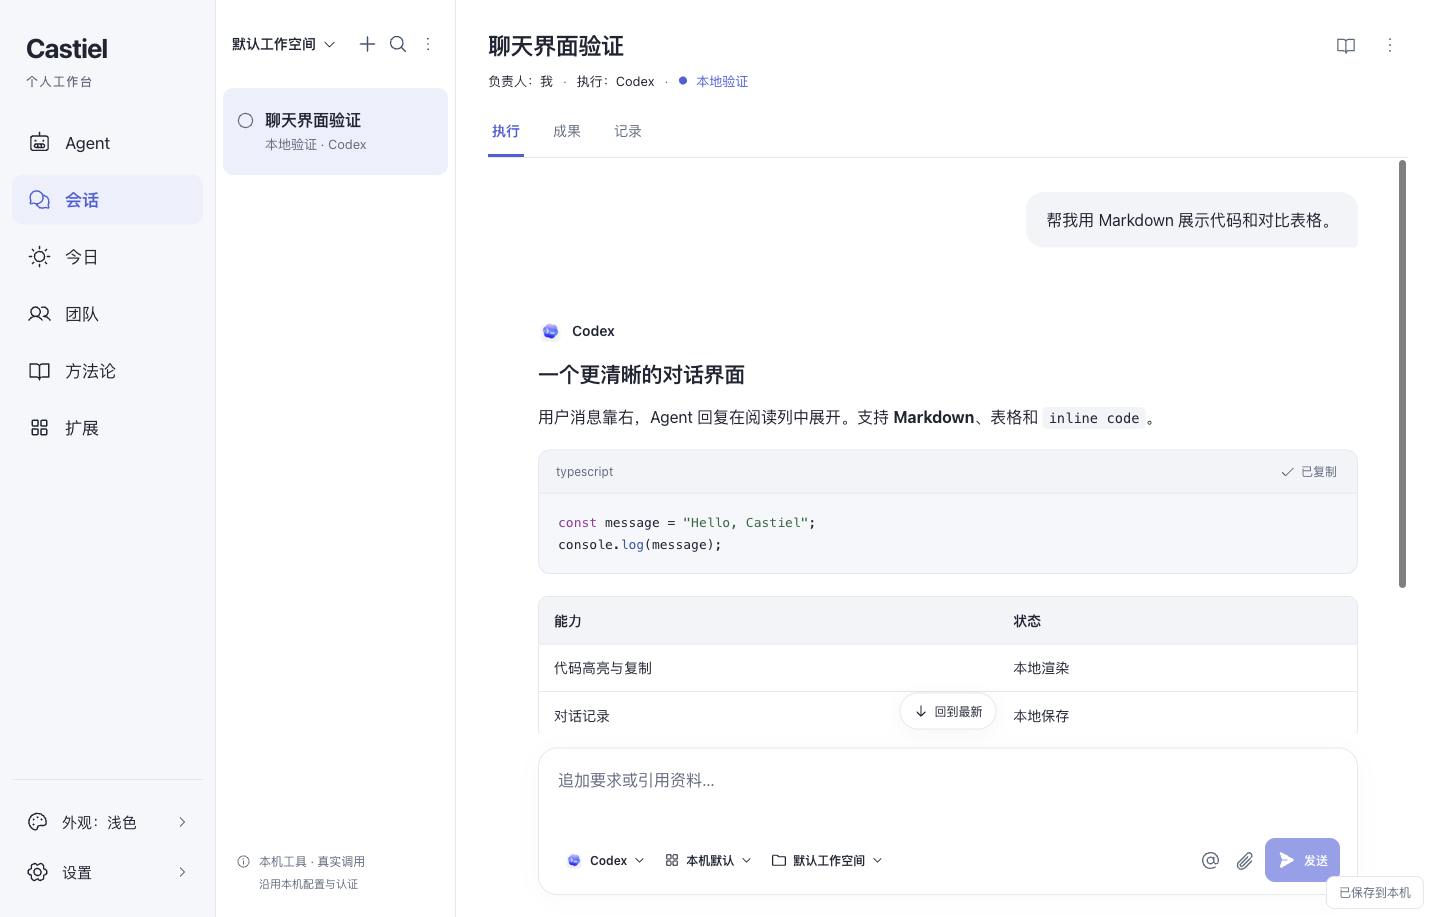 Castiel
个人工作台
Agent
会话
今日
团队
方法论
扩展
外观：浅色
设置
默认工作空间
聊天界面验证
本地验证 · Codex
本机工具 · 真实调用
沿用本机配置与认证
聊天界面验证
负责人：我 · 执行：Codex · 本地验证
执行 成果 记录
帮我用 Markdown 展示代码和对比表格。
Codex
一个更清晰的对话界面
用户消息靠右，Agent 回复在阅读列中展开。支持 Markdown、表格和 inline code。
typescript 已复制
const message = "Hello, Castiel";
console.log(message);
能力 状态
代码高亮与复制 本地渲染
对话记录 本地保存
回到最新
追加要求或引用资料...
Codex 本机默认 默认工作空间 发送
已保存到本机